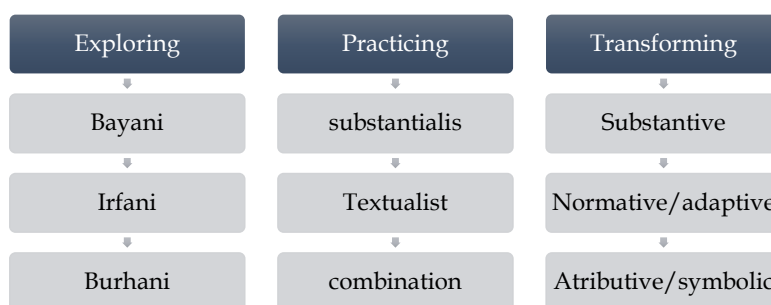 Exploring
Bayani
Irfani
Burhani
Practicing
substantialis
Textualist
combination
Transforming
Substantive
Normative/adaptive
Atributive/symbolic